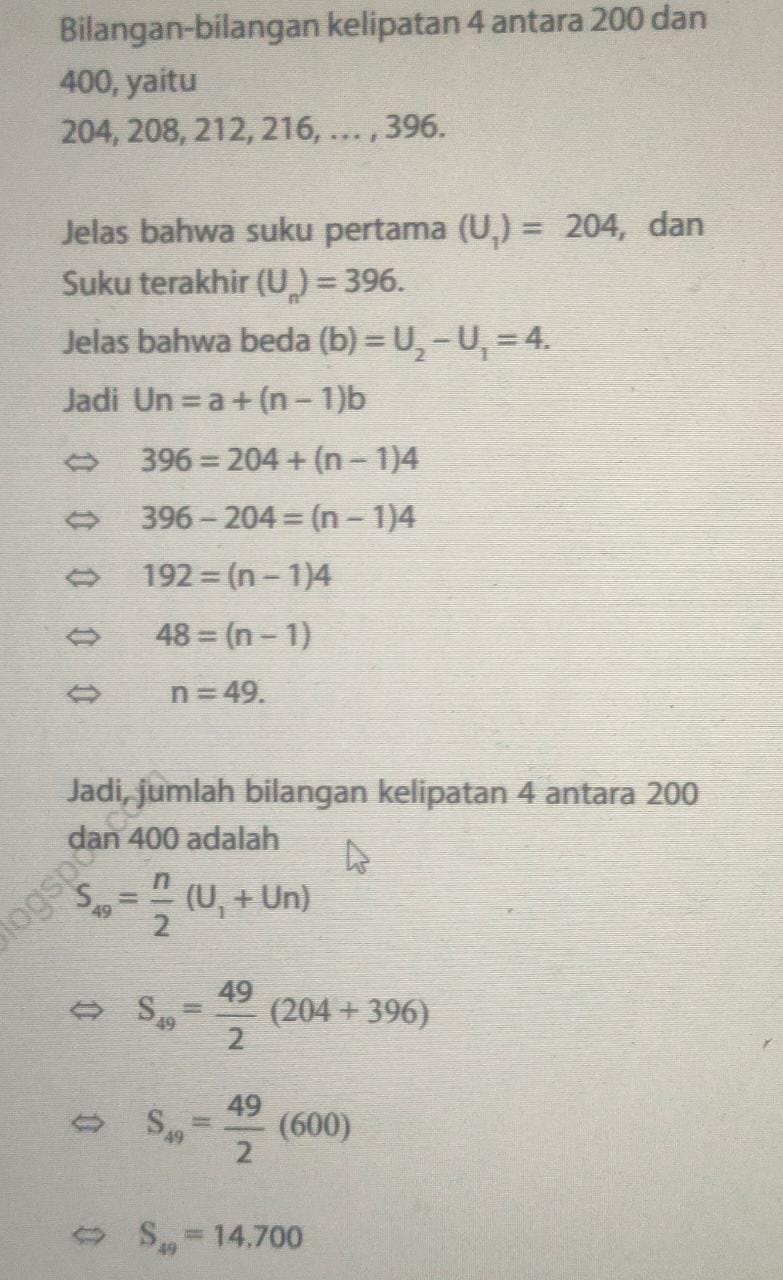 Bilangan-bilangan kelipatan 4 antara 200 dan
400, yaitu
204, 208, 212, 216, ... , 396.
Jelas bahwa suku pertama (U₁) = 204, dan
Suku terakhir (Uₙ) = 396.
Jelas bahwa beda (b) = U₂ – U₁ = 4.
Jadi Un = a + (n – 1)b
⇔ 396 = 204 + (n – 1)4
⇔ 396 – 204 = (n – 1)4
⇔ 192 = (n – 1)4
⇔ 48 = (n – 1)
⇔ n = 49.
Jadi, jumlah bilangan kelipatan 4 antara 200
dan 400 adalah
S₄₉ = n/2 (U₁ + Un)
⇔ S₄₉ = 49/2 (204 + 396)
⇔ S₄₉ = 49/2 (600)
⇔ S₄₉ = 14.700